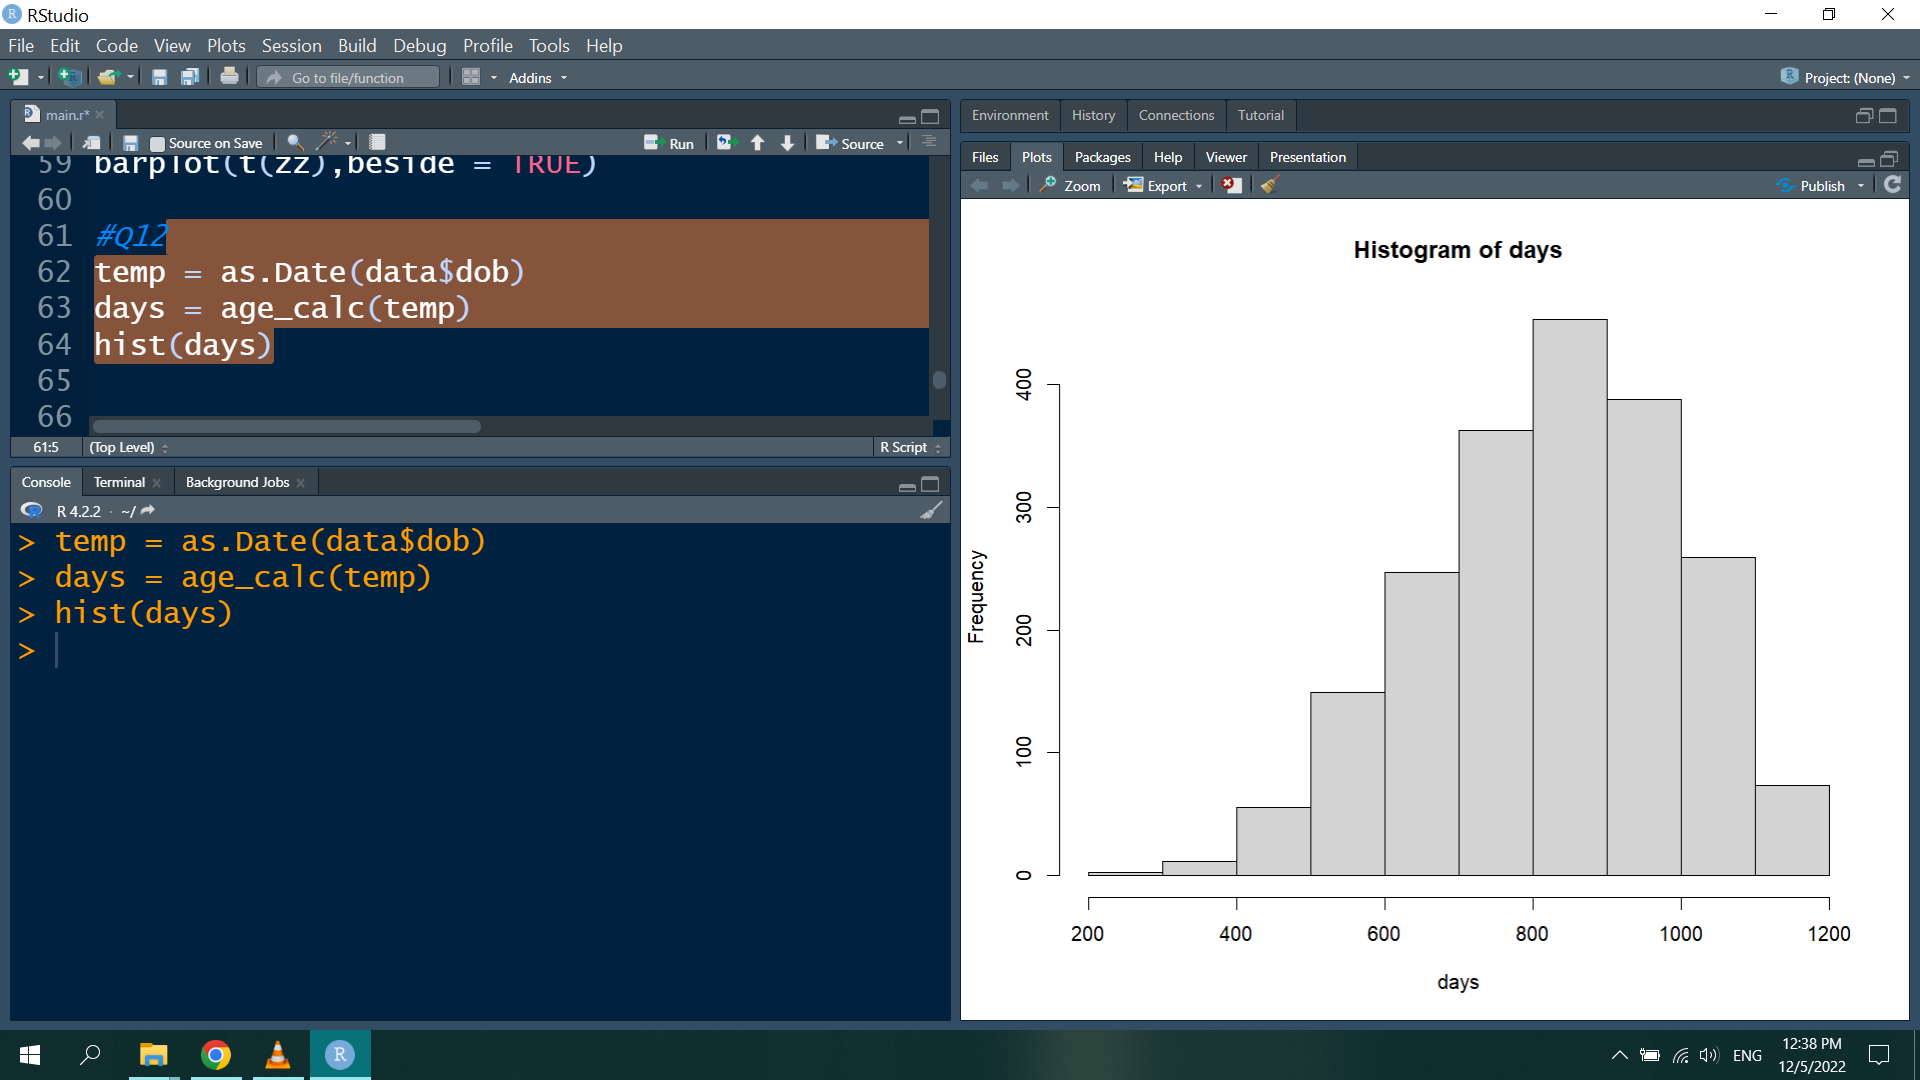 RStudio
File Edit Code View Plots Session Build Debug Profile Tools Help
Go to file/function Addins Project: (None)
main.r*
Source on Save Run Source
59 barplot(t(zz),beside = TRUE)
60
61 #Q12
62 temp = as.Date(data$dob)
63 days = age_calc(temp)
64 hist(days)
65
66
61:5 (Top Level) R Script
Console Terminal Background Jobs
R 4.2.2 · ~/
> temp = as.Date(data$dob)
> days = age_calc(temp)
> hist(days)
>
Environment History Connections Tutorial
Files Plots Packages Help Viewer Presentation
Zoom Export Publish
Histogram of days
Frequency
400
300
200
100
0
200 400 600 800 1000 1200
days
ENG
12:38 PM
12/5/2022